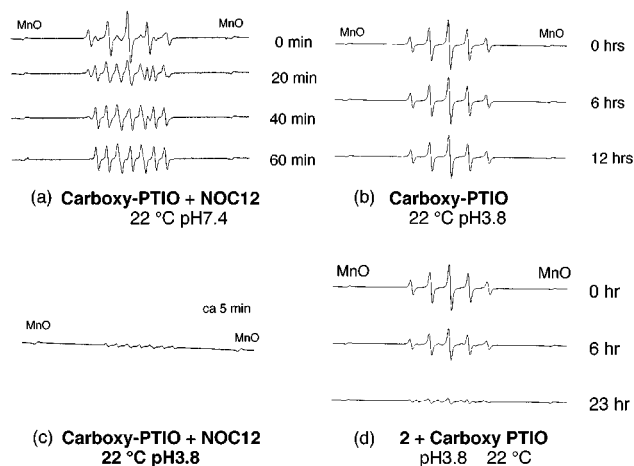 (a)
MnO
MnO
0 min
20 min
40 min
60 min
(a) Carboxy-PTIO + NOC12
22 °C pH7.4
MnO
MnO
0 hrs
6 hrs
12 hrs
(b) Carboxy-PTIO
22 °C pH3.8
ca 5 min
MnO
MnO
(c) Carboxy-PTIO + NOC12
22 °C pH3.8
MnO
MnO
0 hr
6 hr
23 hr
(d) 2 + Carboxy PTIO
pH3.8 22 °C